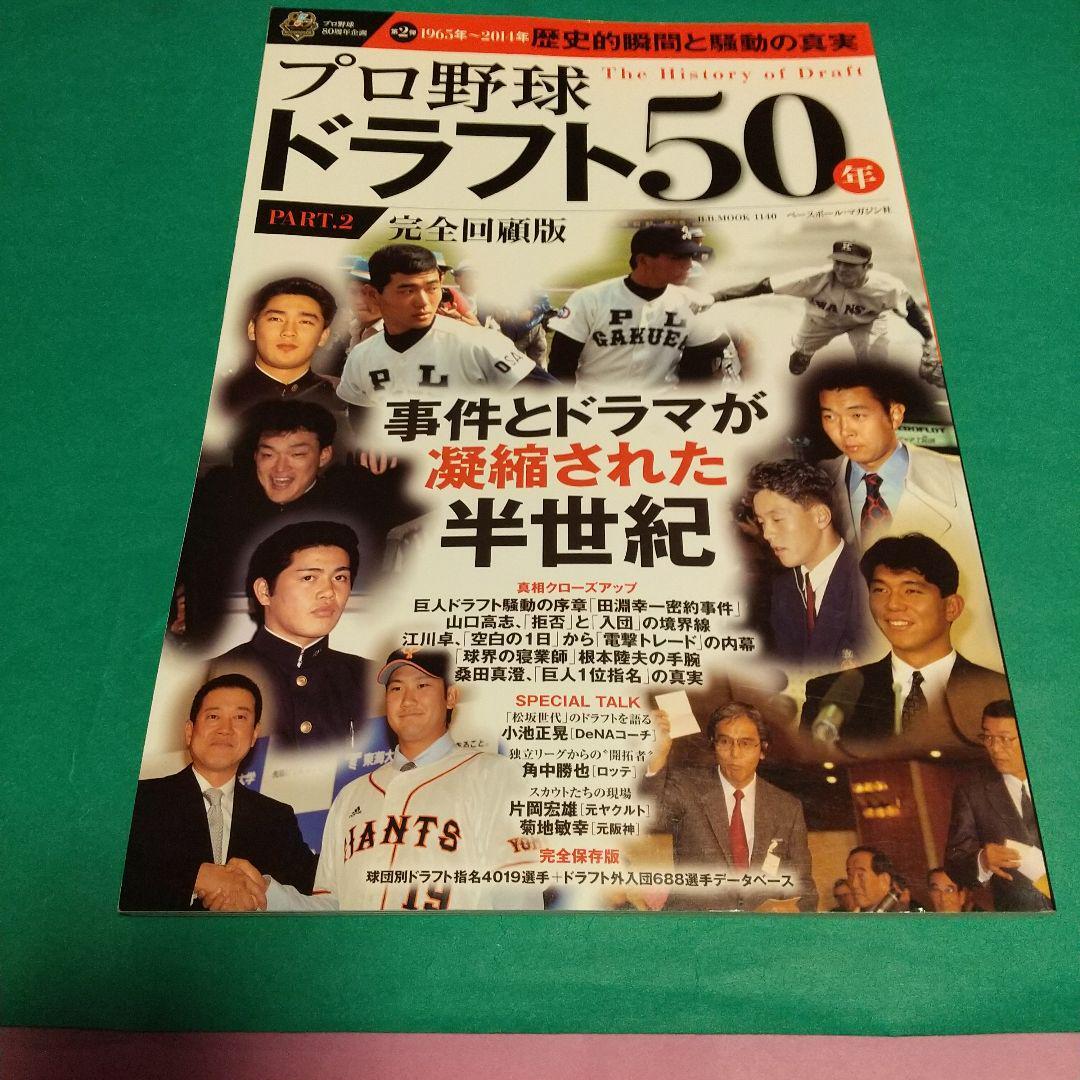 プロ野球
80周年企画
第2弾 1965年~2014年 歴史的瞬間と騒動の真実
The History of Draft
プロ野球
ドラフト50年
B.B.MOOK 1140 ベースボール・マガジン社
PART.2 完全回顧版
P L
P L
GAKUE
HANS
事件とドラマが
凝縮された
半世紀
真相クローズアップ
巨人ドラフト騒動の序章「田淵幸一密約事件」
山口高志、「拒否」と「入団」の境界線
江川卓、「空白の1日」から「電撃トレード」の内幕
「球界の寝業師」根本陸夫の手腕
桑田真澄、「巨人1位指名」の真実
SPECIAL TALK
「松坂世代」のドラフトを語る
小池正晃[DeNAコーチ]
独立リーグからの“開拓者”
角中勝也[ロッテ]
スカウトたちの現場
片岡宏雄[元ヤクルト]
菊地敏幸[元阪神]
完全保存版
球団別ドラフト指名4019選手+ドラフト外入団688選手データベース
東海大
GIANTS
19